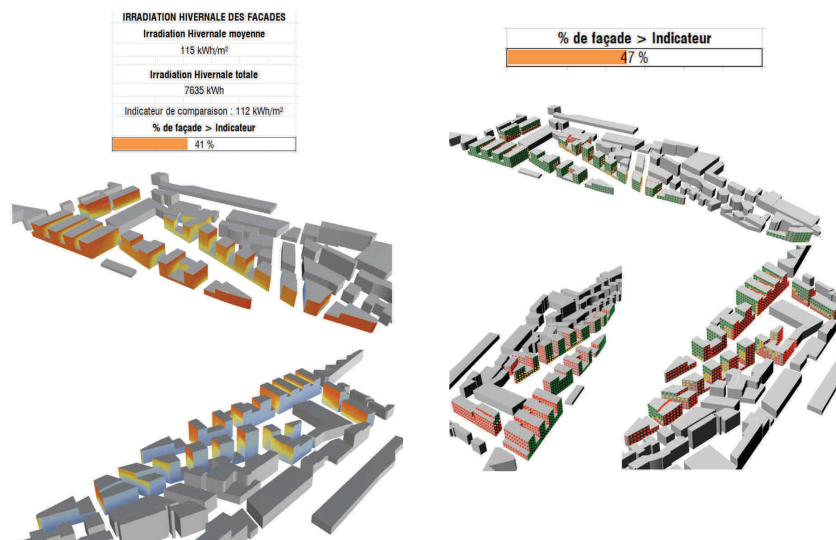 IRRADIATION HIVERNALE DES FACADES
Irradiation Hivernale moyenne
115 kWh/m²
Irradiation Hivernale totale
7635 kWh
Indicateur de comparaison : 112 kWh/m²
% de façade > Indicateur
41 %
% de façade > Indicateur
47 %